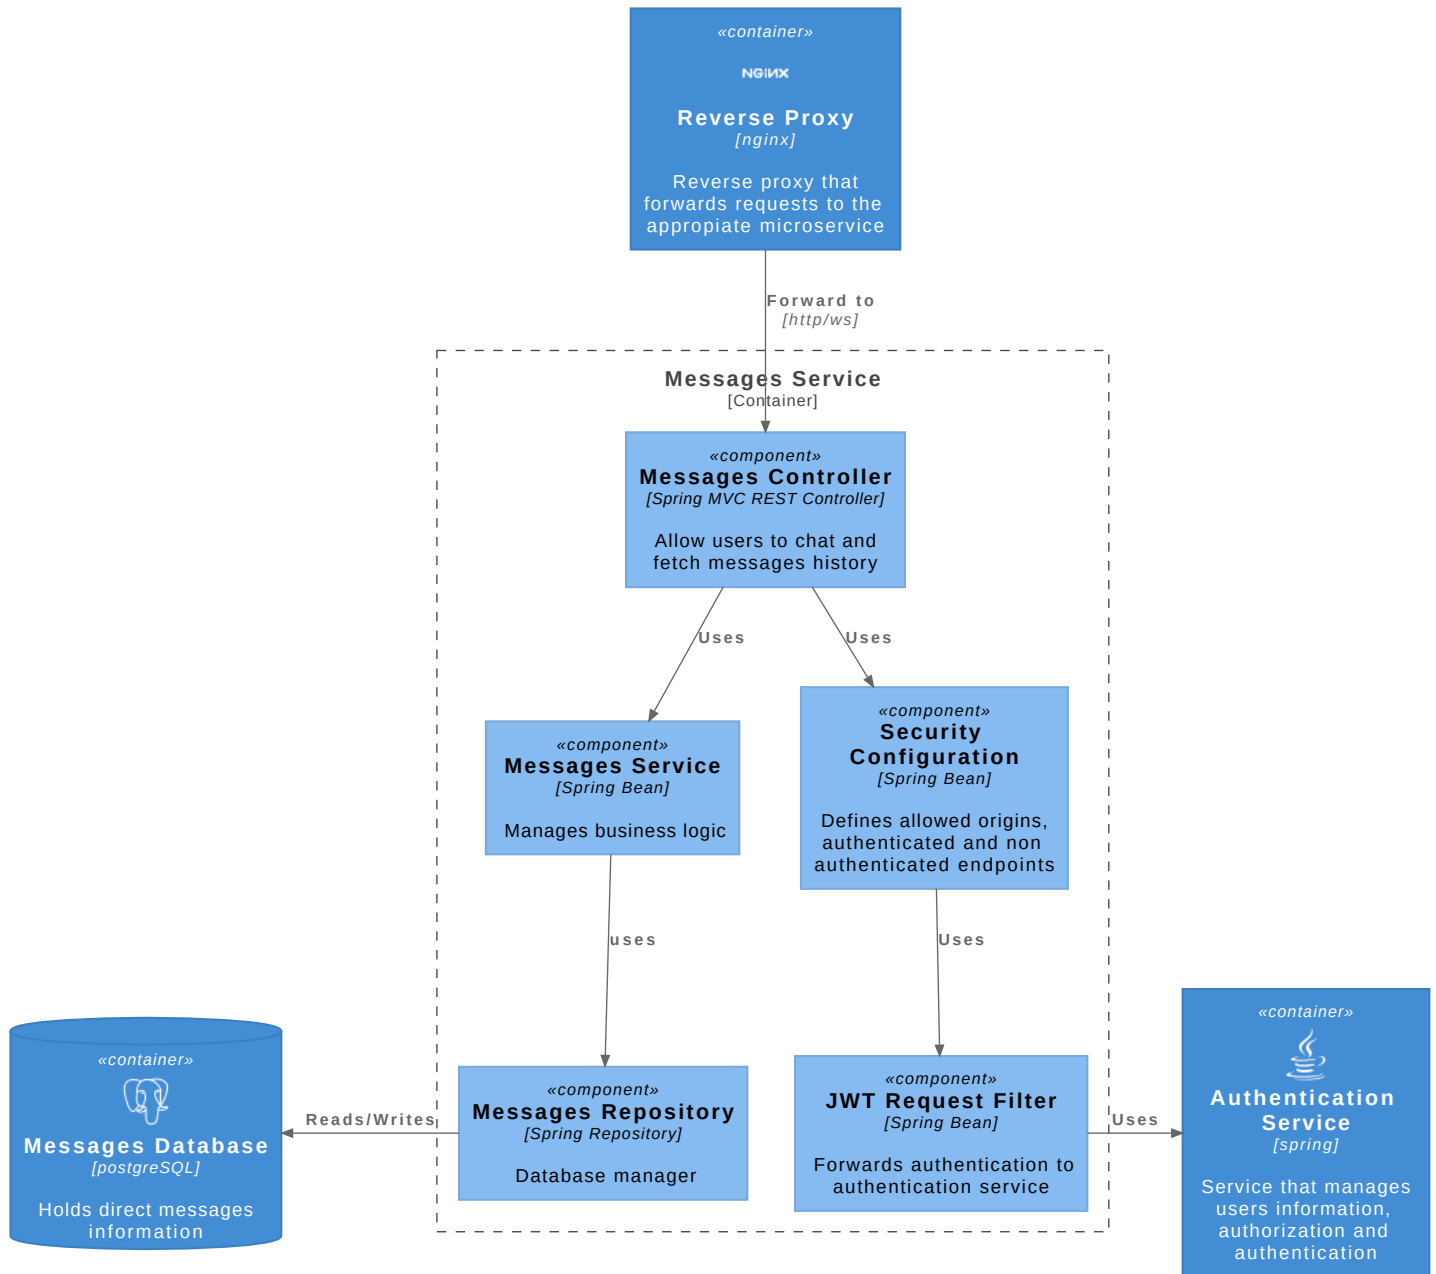 «container»
NGINX
Reverse Proxy
[nginx]
Reverse proxy that
forwards requests to the
appropiate microservice
Forward to
[http/ws]
Messages Service
[Container]
«component»
Messages Controller
[Spring MVC REST Controller]
Allow users to chat and
fetch messages history
Uses
Uses
«component»
Messages Service
[Spring Bean]
Manages business logic
«component»
Security
Configuration
[Spring Bean]
Defines allowed origins,
authenticated and non
authenticated endpoints
uses
Uses
«container»
Messages Database
[postgreSQL]
Holds direct messages
information
Reads/Writes
«component»
Messages Repository
[Spring Repository]
Database manager
«component»
JWT Request Filter
[Spring Bean]
Forwards authentication to
authentication service
Uses
«container»
Authentication
Service
[spring]
Service that manages
users information,
authorization and
authentication